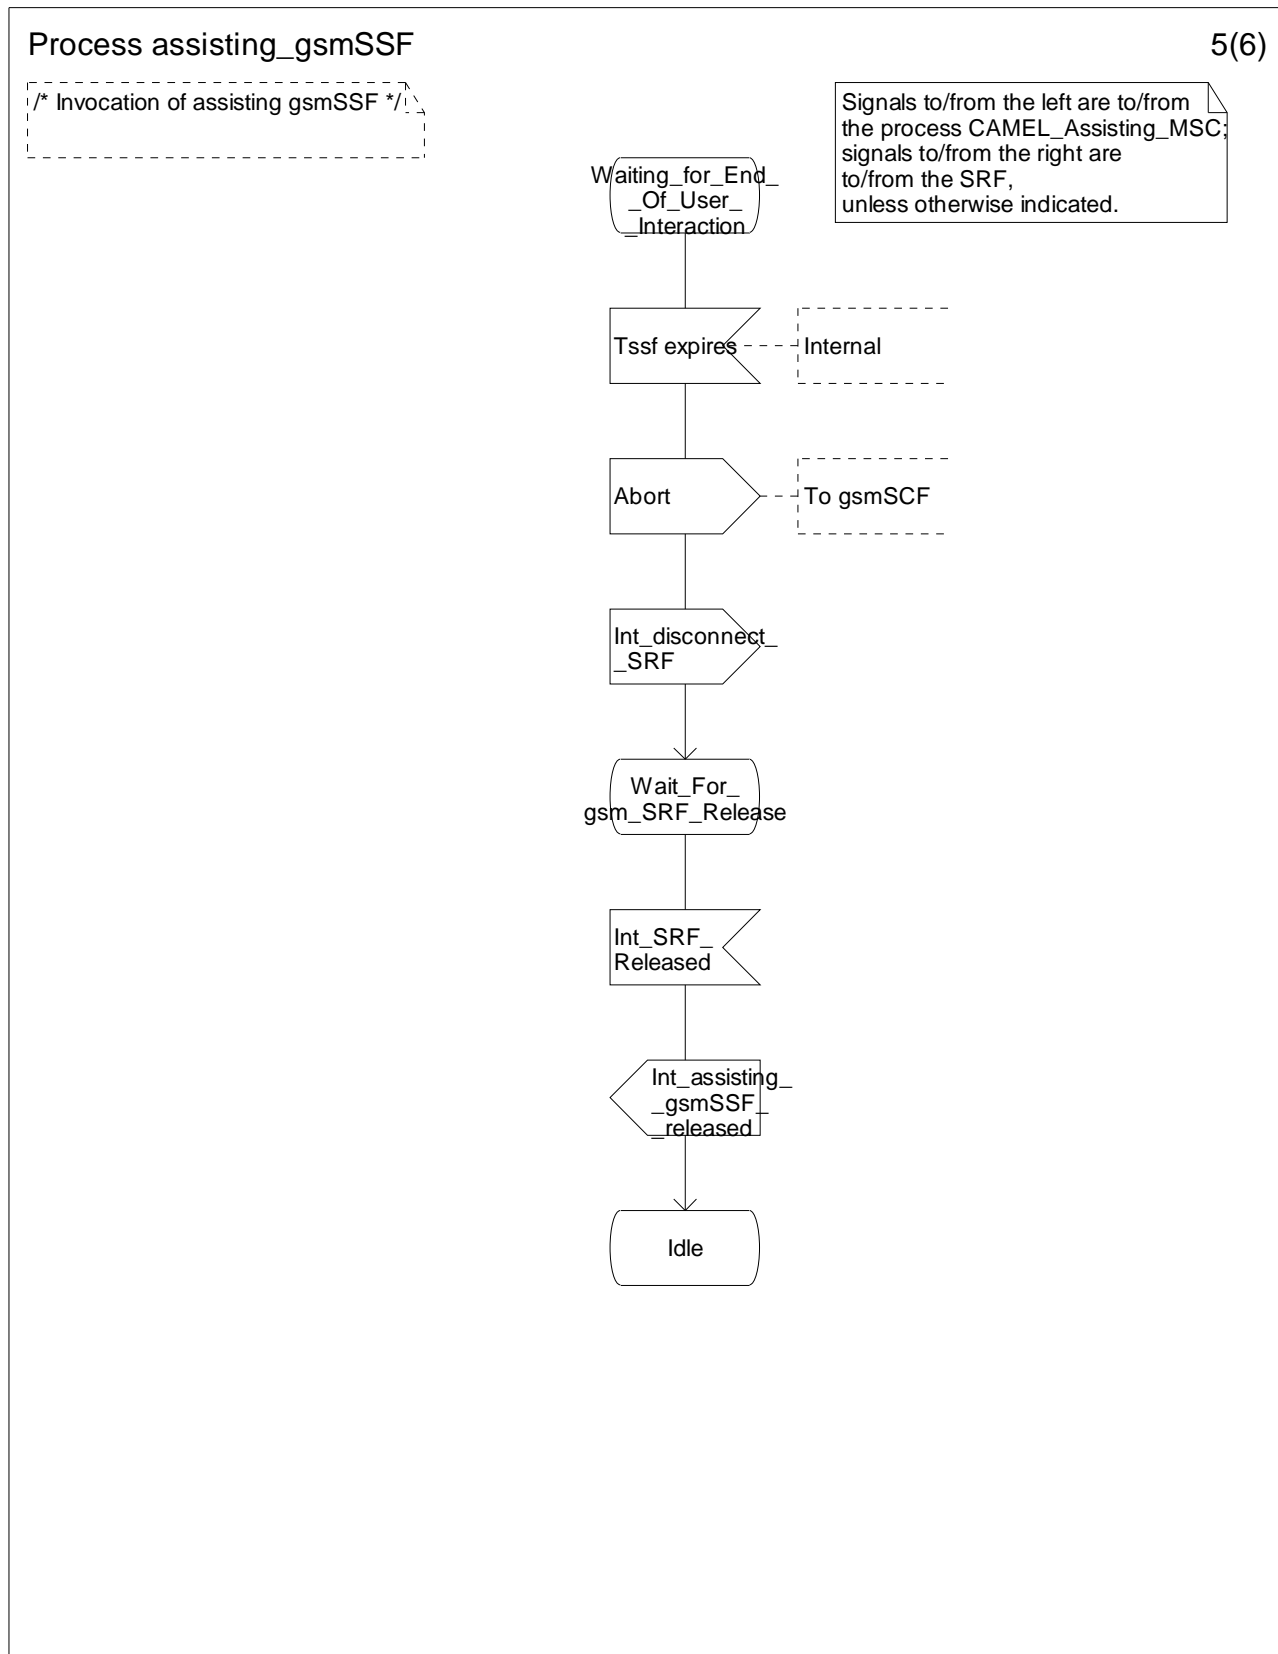 Process assisting_gsmSSF
5(6)
/* Invocation of assisting gsmSSF */
Signals to/from the left are to/from
the process CAMEL_Assisting_MSC;
signals to/from the right are
to/from the SRF,
unless otherwise indicated.
Waiting_for_End_
_Of_User_
_Interaction
Tssf expires
Internal
Abort
To gsmSCF
Int_disconnect_
_SRF
Wait_For_
gsm_SRF_Release
Int_SRF_
Released
Int_assisting_
_gsmSSF_
_released
Idle